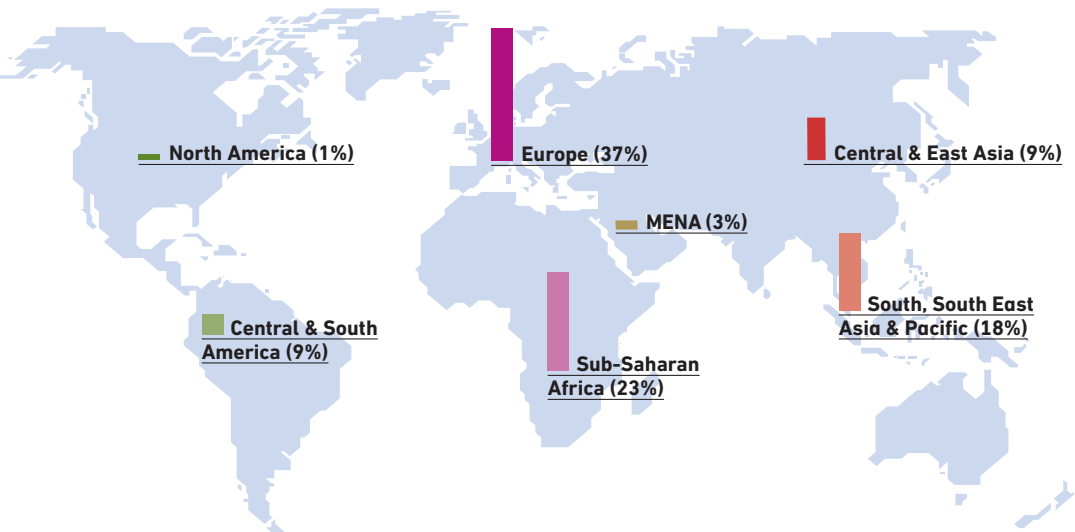 North America (1%)
Europe (37%)
Central & East Asia (9%)
MENA (3%)
South, South East
Asia & Pacific (18%)
Central & South
America (9%)
Sub-Saharan
Africa (23%)